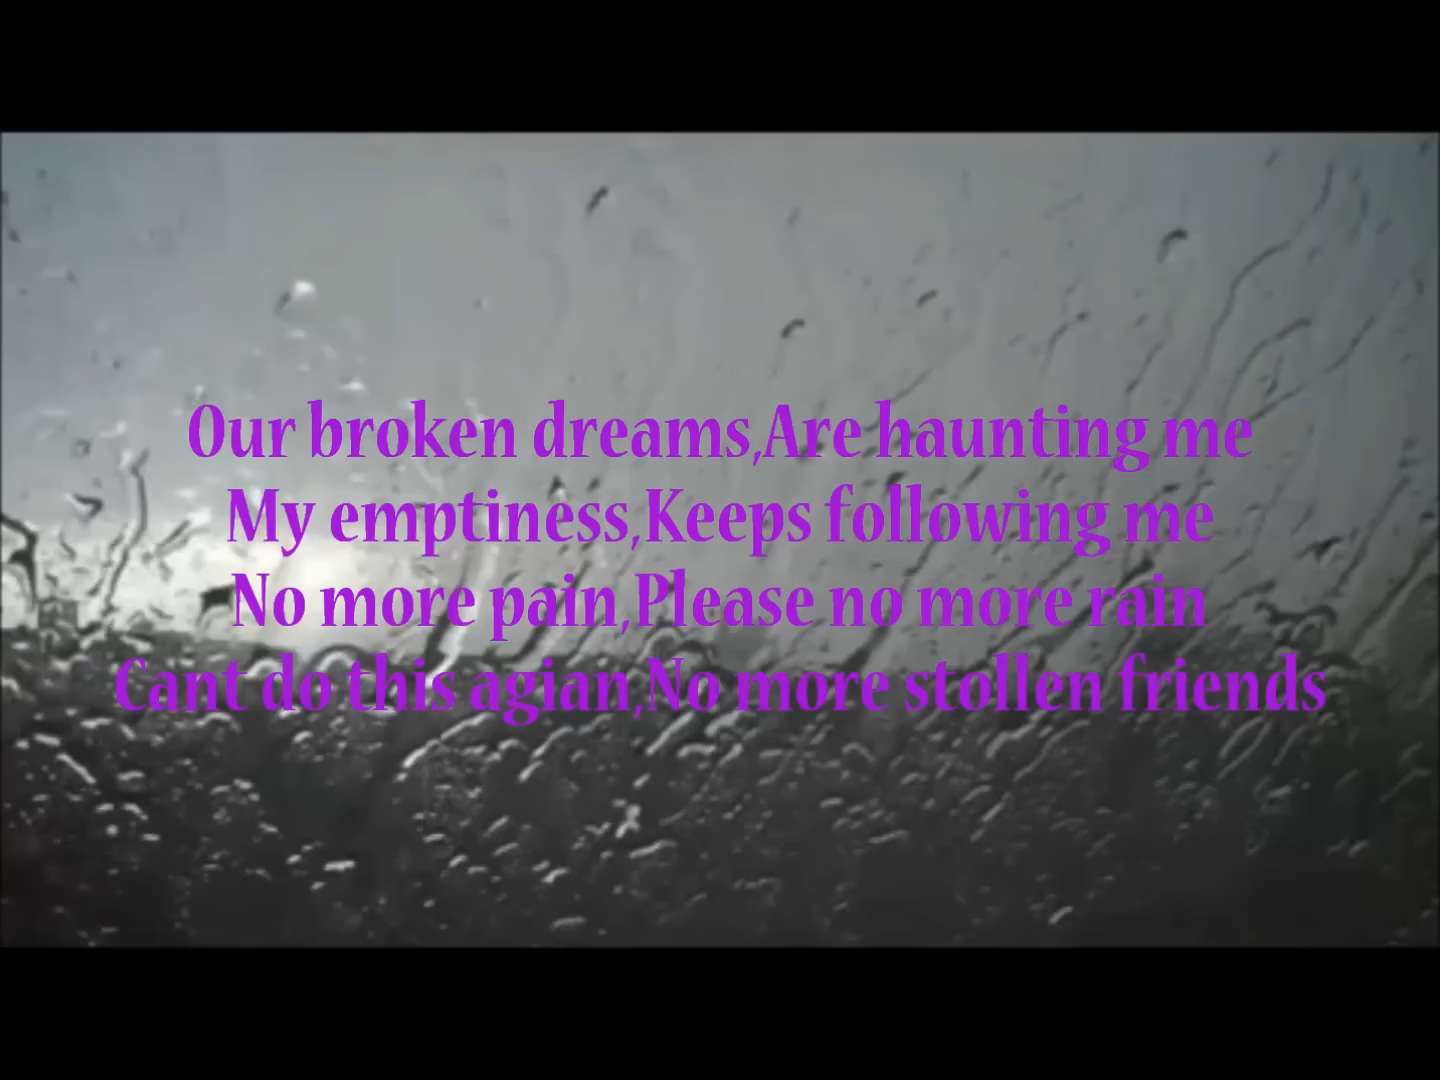 Our broken dreams,Are haunting me
My emptiness,Keeps following me
No more pain,Please no more rain
Cant do this agian,No more stollen friends